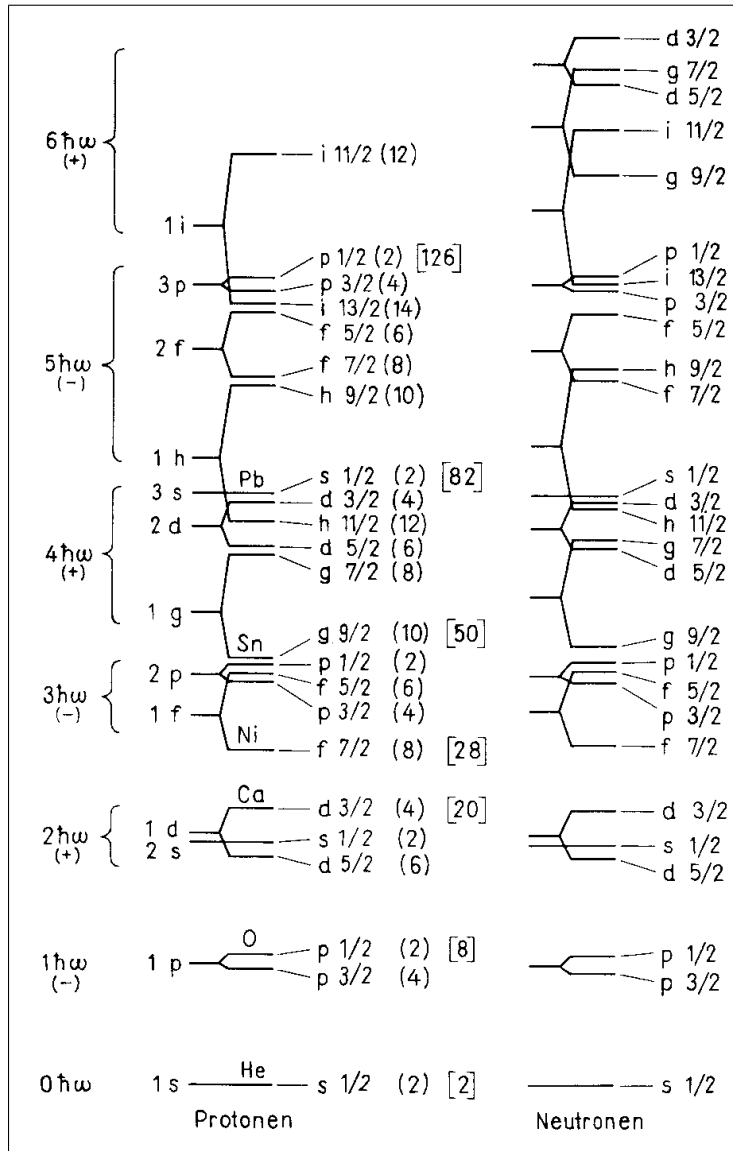 d 3/2
g 7/2
d 5/2
6ħω
(+)
i 11/2
i 11/2 (12)
g 9/2
1 i
p 1/2 (2) [126]
p 1/2
3 p
p 3/2 (4)
i 13/2
i 13/2 (14)
p 3/2
f 5/2 (6)
f 5/2
2 f
5ħω
(-)
f 7/2 (8)
h 9/2
h 9/2 (10)
f 7/2
1 h
Pb
s 1/2 (2) [82]
s 1/2
3 s
d 3/2 (4)
d 3/2
2 d
h 11/2 (12)
h 11/2
4ħω
(+)
d 5/2 (6)
g 7/2
g 7/2 (8)
d 5/2
1 g
Sn
g 9/2 (10) [50]
g 9/2
p 1/2 (2)
p 1/2
2 p
f 5/2 (6)
f 5/2
3ħω
(-)
1 f
p 3/2 (4)
p 3/2
Ni
f 7/2 (8) [28]
f 7/2
Ca
d 3/2 (4) [20]
d 3/2
1 d
2ħω
(+)
2 s
s 1/2 (2)
s 1/2
d 5/2 (6)
d 5/2
O
p 1/2 (2) [8]
p 1/2
1ħω
(-)
1 p
p 3/2 (4)
p 3/2
He
0ħω
1 s
s 1/2 (2) [2]
s 1/2
Protonen
Neutronen